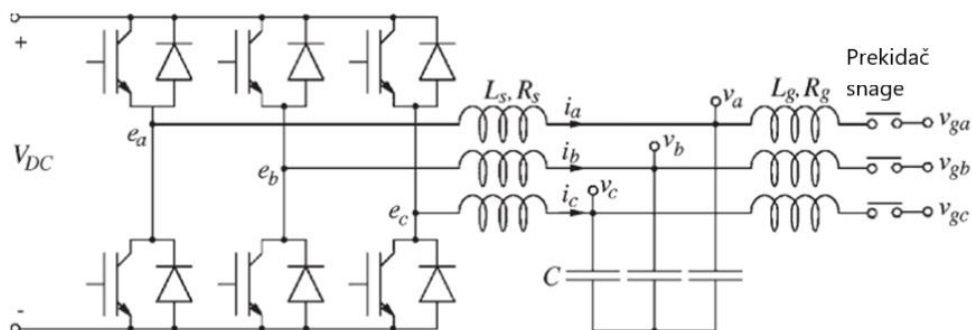 +
V_DC
-
e_a
e_b
e_c
L_s, R_s
i_a
i_b
i_c
v_a
v_b
v_c
C
L_g, R_g
Prekidač
snage
v_ga
v_gb
v_gc